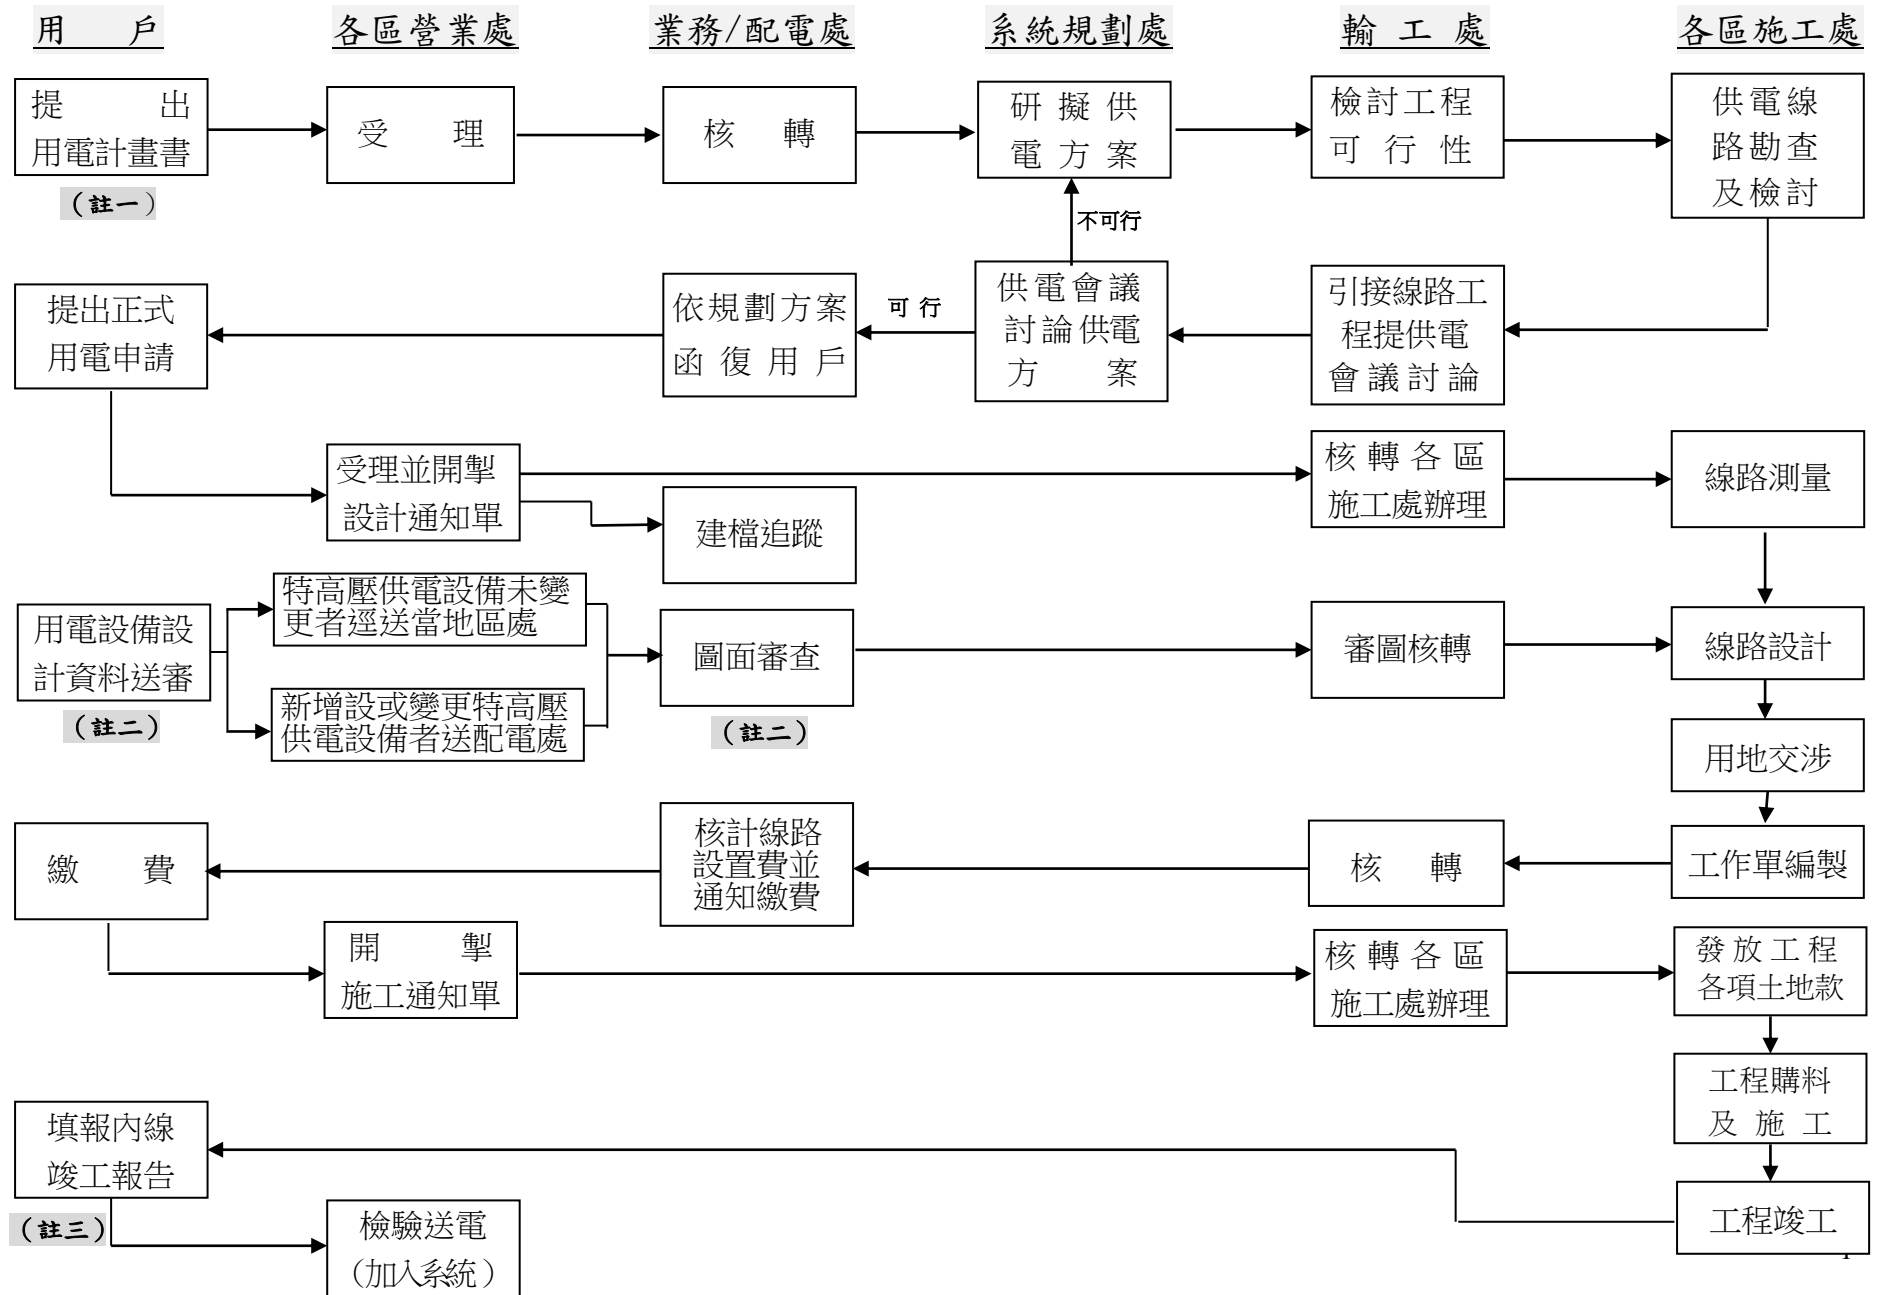 用 戶
各區營業處
業務/配電處
系統規劃處
輸 工 處
各區施工處
提 出
用電計畫書
（註一）
受 理
核 轉
研 擬 供
電 方 案
檢討工程
可 行 性
供電線
路勘查
及檢討
不可行
提出正式
用電申請
依規劃方案
函 復 用 戶
可 行
供電會議
討論供電
方 案
引接線路工
程提供電
會議討論
受理並開掣
設計通知單
建檔追蹤
核轉各區
施工處辦理
線路測量
用電設備設
計資料送審
（註二）
特高壓供電設備未變
更者逕送當地區處
新增設或變更特高壓
供電設備者送配電處
圖面審查
（註二）
審圖核轉
線路設計
用地交涉
繳 費
核計線路
設置費並
通知繳費
核 轉
工作單編製
開 掣
施工通知單
核轉各區
施工處辦理
發放工程
各項土地款
工程購料
及 施 工
填報內線
竣工報告
（註三）
檢驗送電
（加入系統）
工程竣工